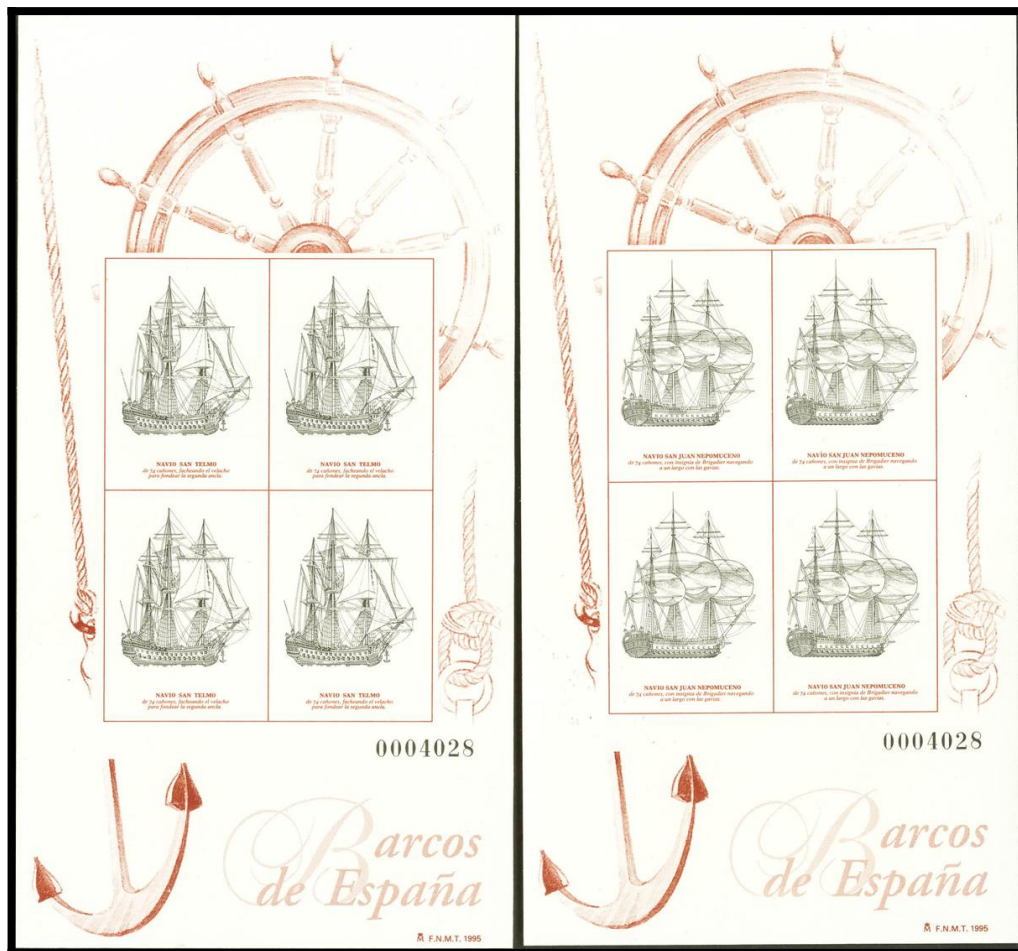 NAVIO SAN TELMO
de 74 cañones, facheando el velacho
para fondear la segunda ancla.
NAVIO SAN TELMO
de 74 cañones, facheando el velacho
para fondear la segunda ancla.
NAVIO SAN TELMO
de 74 cañones, facheando el velacho
para fondear la segunda ancla.
NAVIO SAN TELMO
de 74 cañones, facheando el velacho
para fondear la segunda ancla.
0004028
Barcos
de España
M F.N.M.T. 1995
NAVIO SAN JUAN NEPOMUCENO
de 74 cañones, con insignia de Brigadier navegando
a un largo con las gavias.
NAVIO SAN JUAN NEPOMUCENO
de 74 cañones, con insignia de Brigadier navegando
a un largo con las gavias.
NAVIO SAN JUAN NEPOMUCENO
de 74 cañones, con insignia de Brigadier navegando
a un largo con las gavias.
NAVIO SAN JUAN NEPOMUCENO
de 74 cañones, con insignia de Brigadier navegando
a un largo con las gavias.
0004028
Barcos
de España
M F.N.M.T. 1995